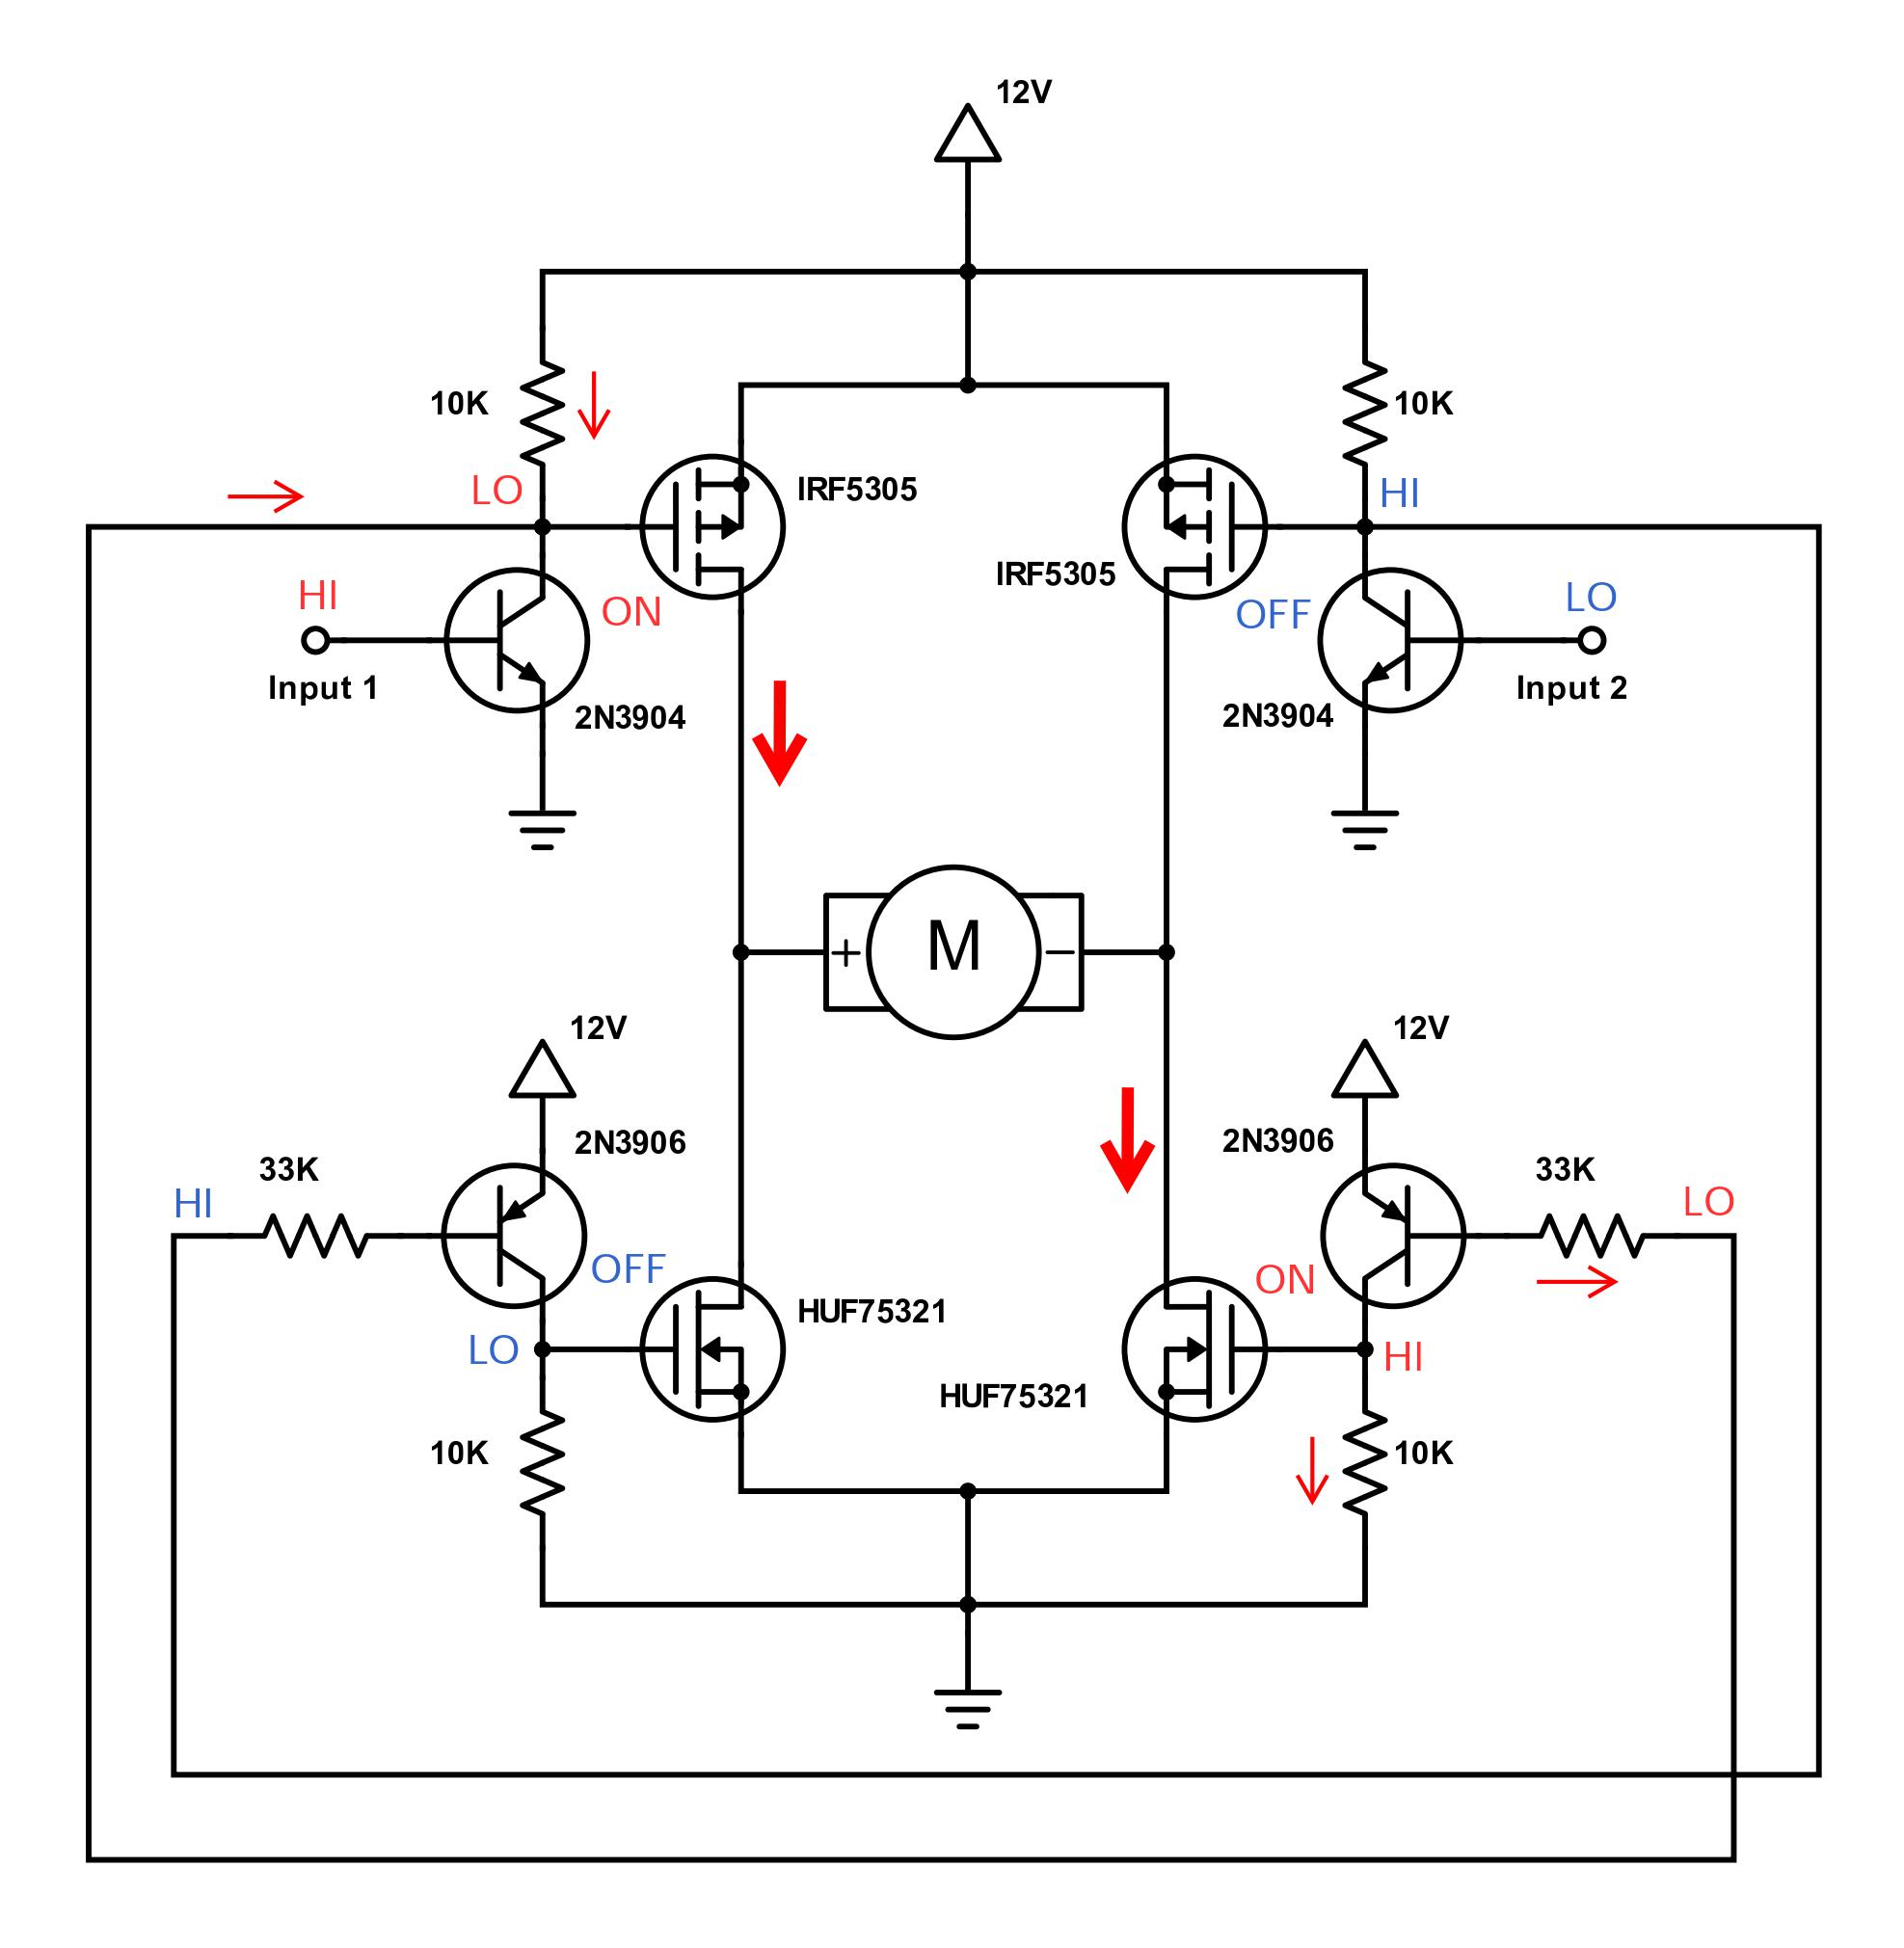 12V
10K
10K
LO
IRF5305
HI
IRF5305
HI
ON
OFF
LO
Input 1
2N3904
2N3904
Input 2
+ M −
12V
12V
2N3906
2N3906
33K
33K
HI
LO
OFF
ON
HUF75321
LO
HI
HUF75321
10K
10K